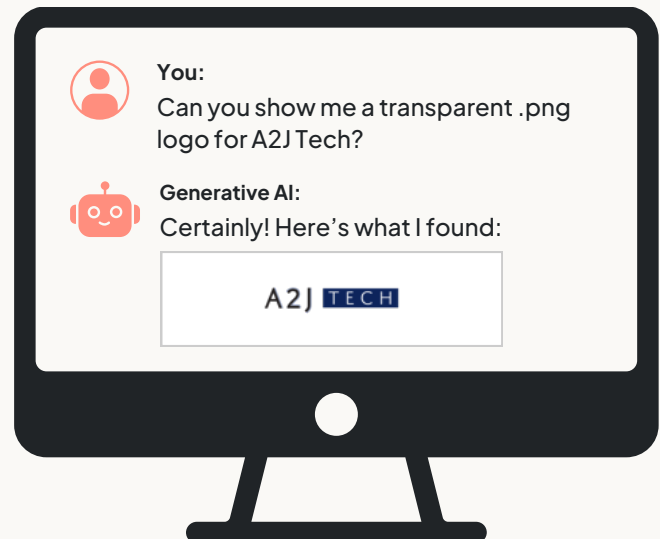 You:
Can you show me a transparent .png
logo for A2J Tech?
Generative AI:
Certainly! Here’s what I found:
A2J TECH